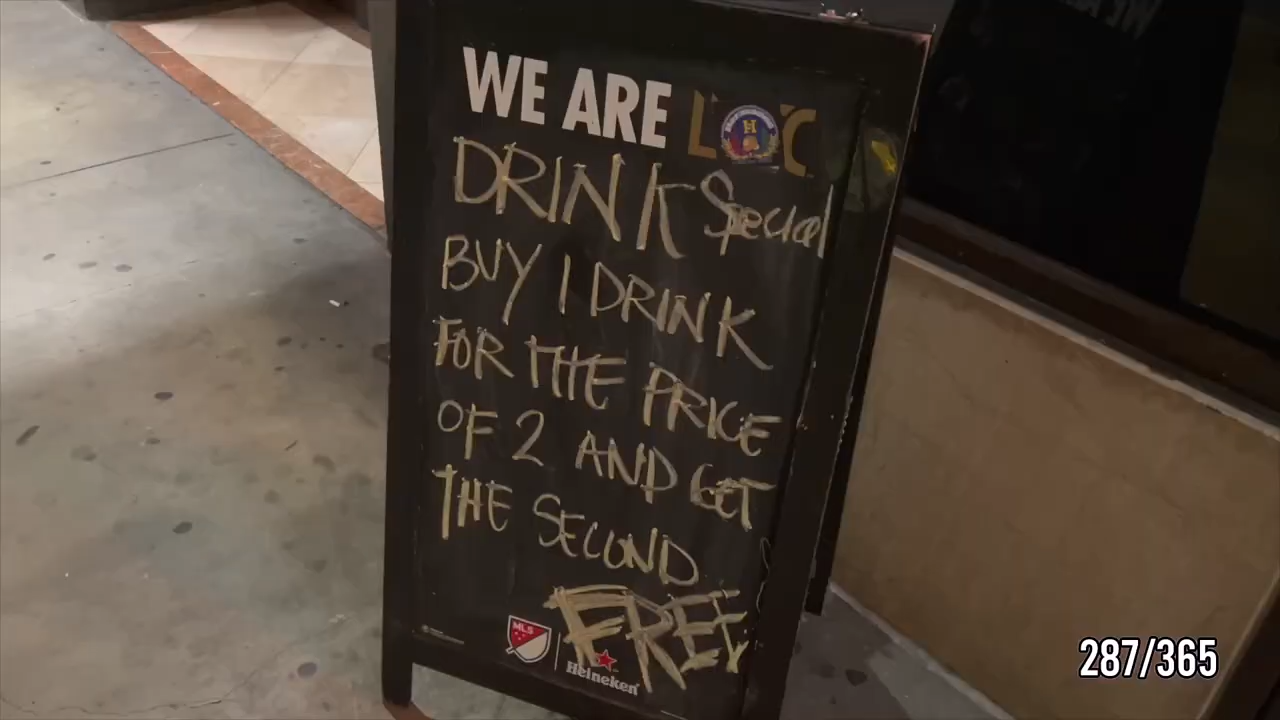 WE ARE
DRINK Special
BUY 1 DRINK
FOR THE PRICE
OF 2 AND GET
THE SECOND
FREE
MLS
Heineken
287/365